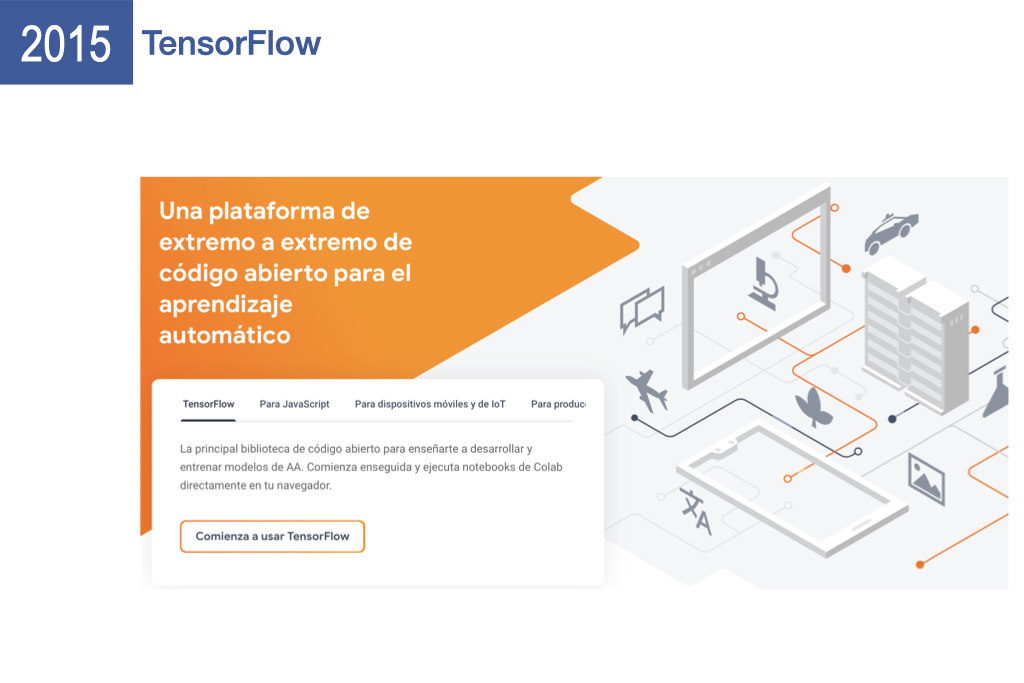 2015
TensorFlow
Una plataforma de
extremo a extremo de
código abierto para el
aprendizaje
automático
TensorFlow
Para JavaScript
Para dispositivos móviles y de IoT
Para produc
La principal biblioteca de código abierto para enseñarte a desarrollar y
entrenar modelos de AA. Comienza enseguida y ejecuta notebooks de Colab
directamente en tu navegador.
Comienza a usar TensorFlow
文A